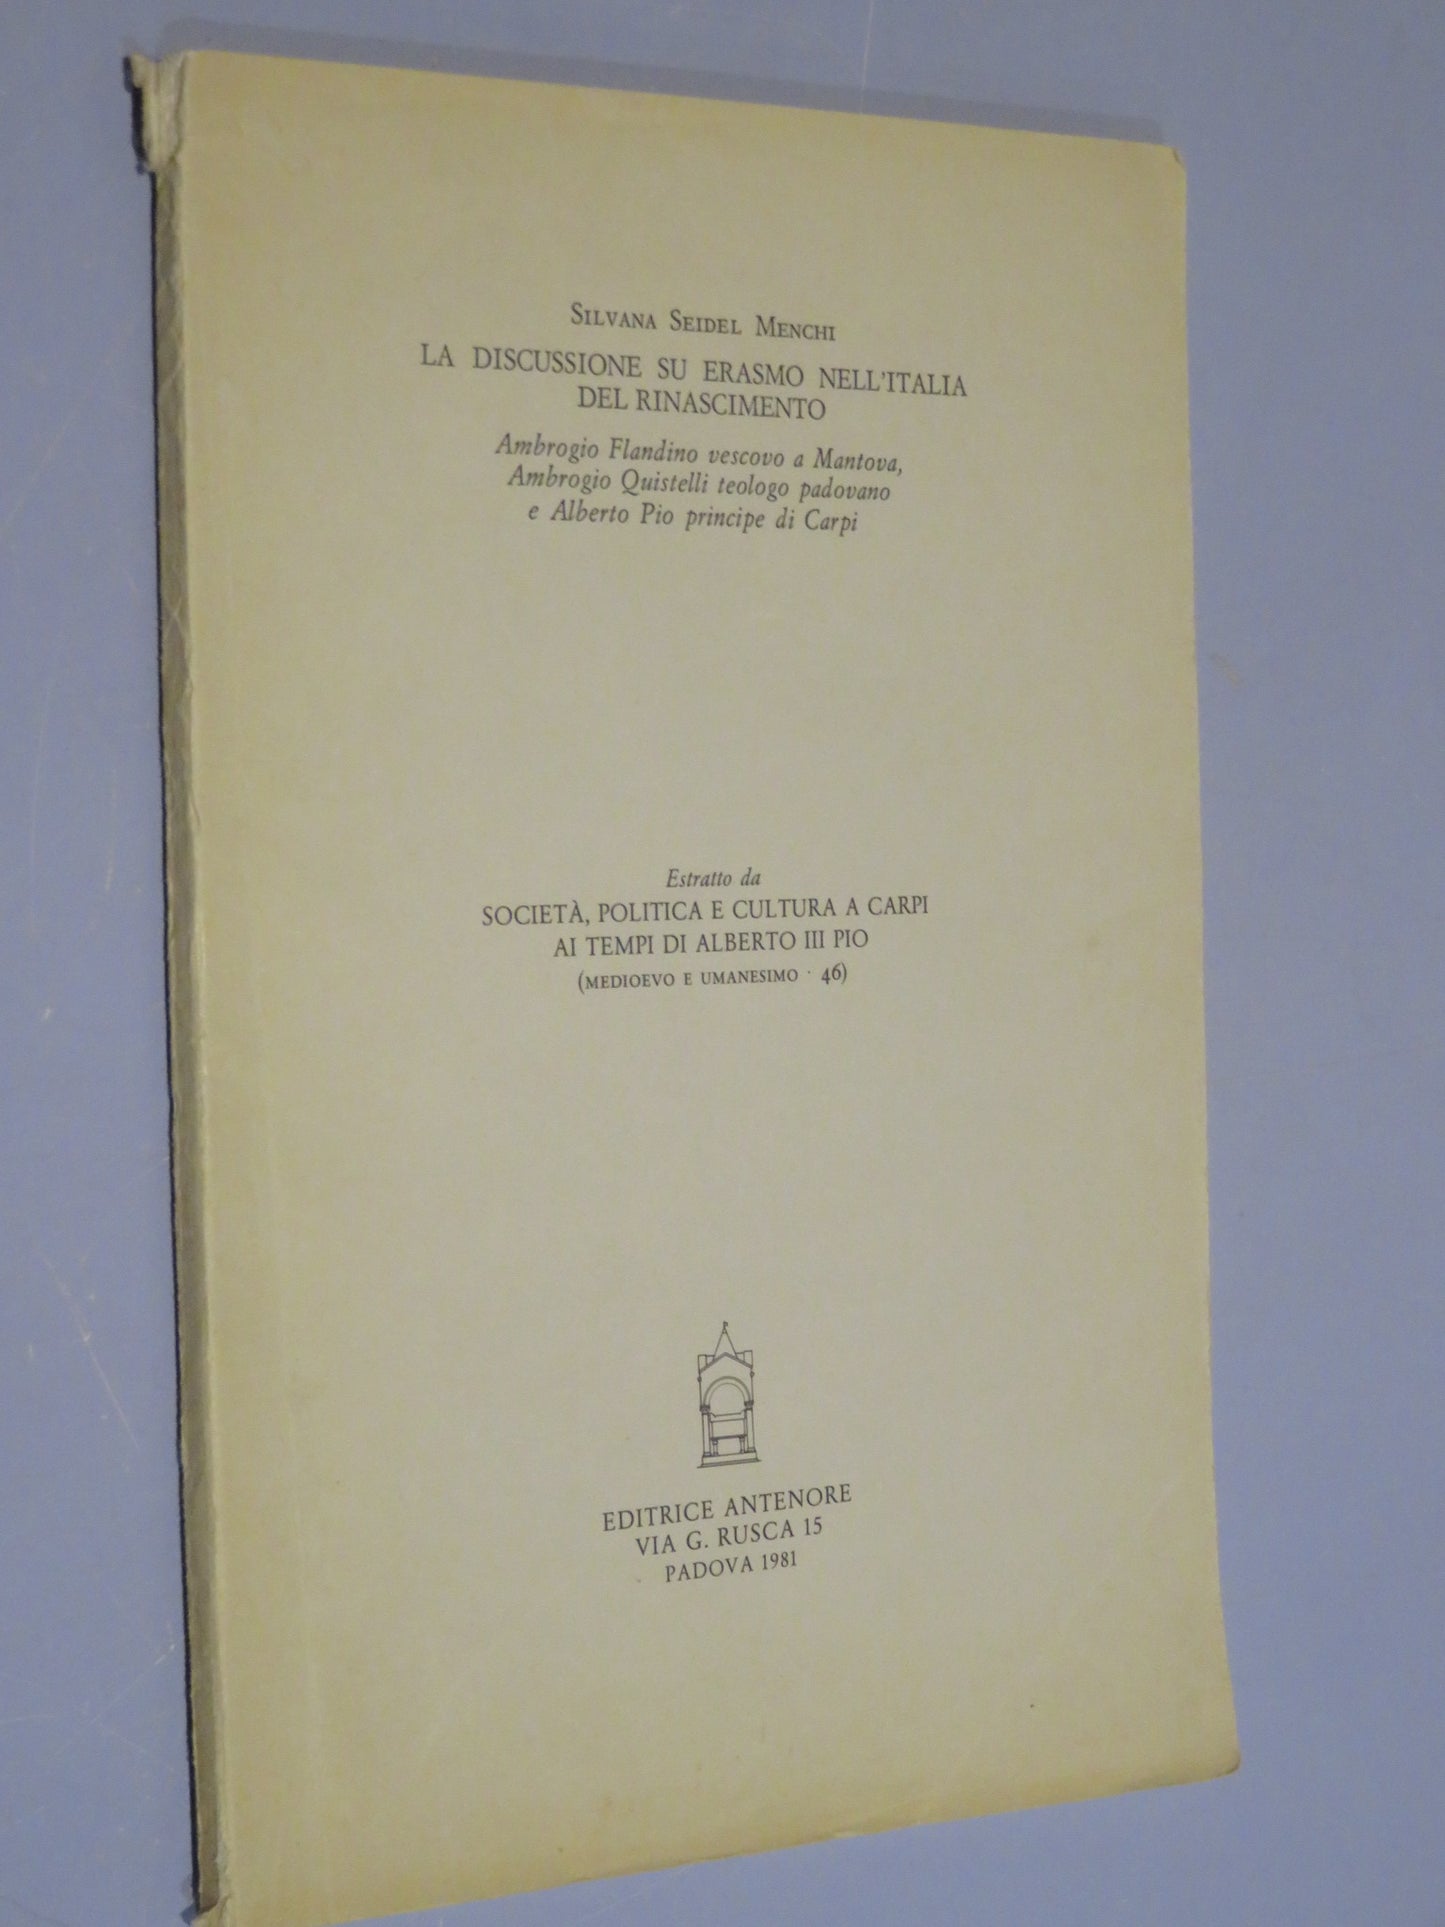 SILVANA SEIDEL MENCHI
LA DISCUSSIONE SU ERASMO NELL'ITALIA
DEL RINASCIMENTO
Ambrogio Flandino vescovo a Mantova,
Ambrogio Quistelli teologo padovano
e Alberto Pio principe di Carpi
Estratto da
SOCIETÀ, POLITICA E CULTURA A CARPI
AI TEMPI DI ALBERTO III PIO
(MEDIOEVO E UMANESIMO · 46)
EDITRICE ANTENORE
VIA G. RUSCA 15
PADOVA 1981